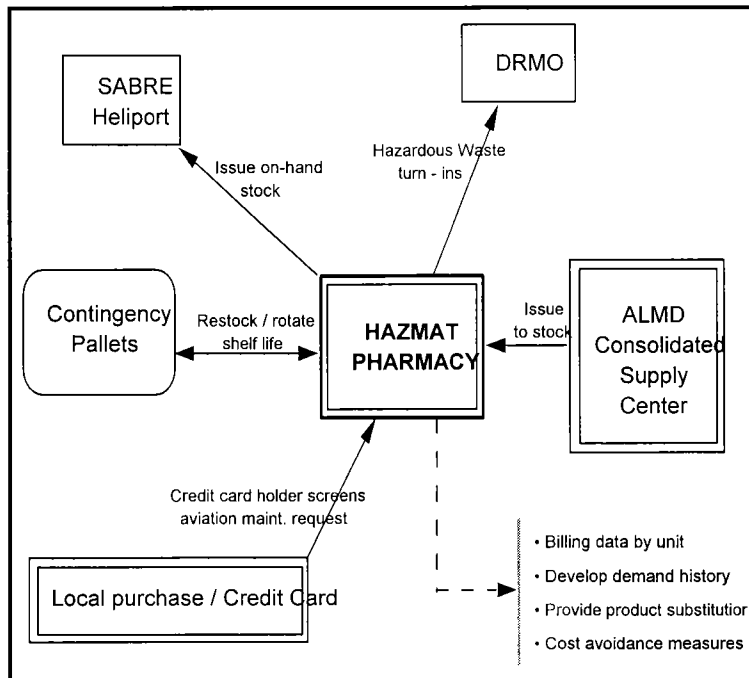 SABRE
Heliport
DRMO
Issue on-hand
stock
Hazardous Waste
turn - ins
Contingency
Pallets
Restock / rotate
shelf life
HAZMAT
PHARMACY
Issue
to stock
ALMD
Consolidated
Supply
Center
Credit card holder screens
aviation maint. request
Local purchase / Credit Card
• Billing data by unit
• Develop demand history
• Provide product substitution
• Cost avoidance measures